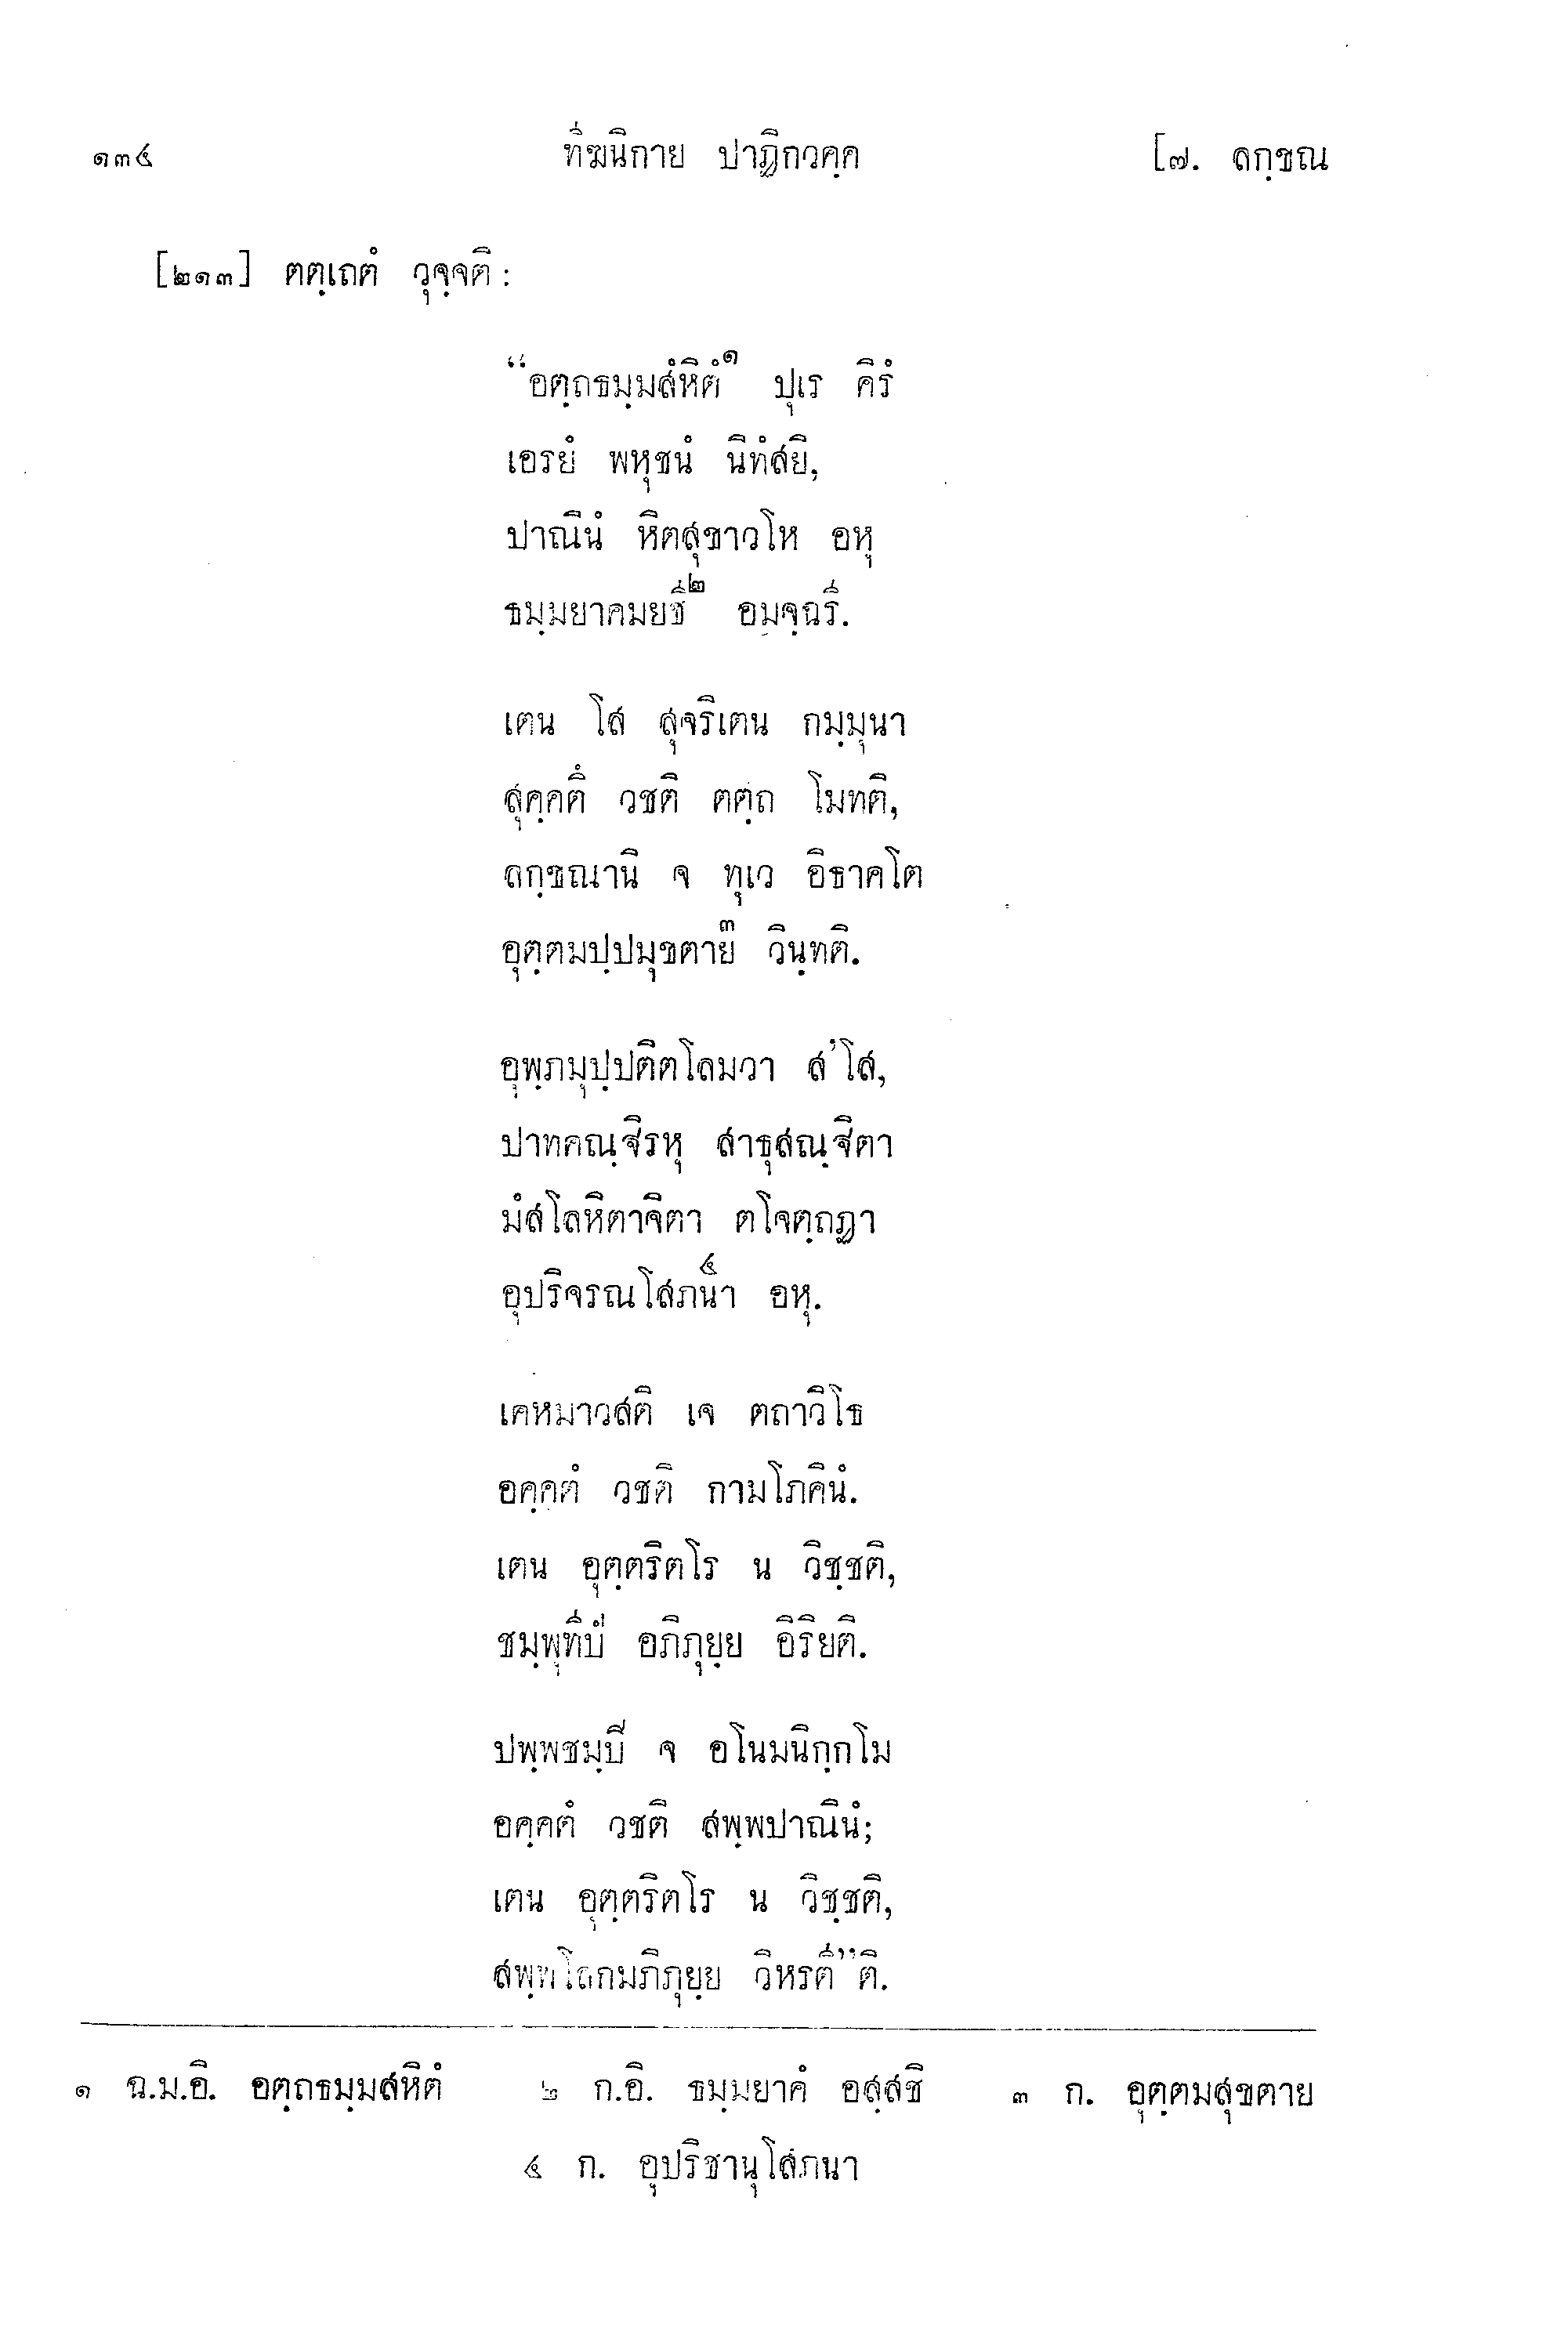 ๑๓๔ ทีฆนิกาย ปาฏิกวคฺค [๗. ลกฺขณ
[๒๑๓] ตตฺเถตํ วุจฺจติ :
“อตฺถธมฺมสํหิตํ๑ ปุเร คิรํ
เอรยํ พหุชนํ นิทํสยิ,
ปาณินํ หิตสุขาวโห อหุ
ธมฺมยาคมยชี๒ อมจฺฉรี.
เตน โส สุจริเตน กมฺมุนา
สุคฺคตึ วชติ ตตฺถ โมทติ,
ลกฺขณานิ จ ทุเว อิธาคโต
อุตฺตมปฺปมุขตาย๓ วินฺทติ.
อุพฺภมุปฺปติตโลมวา ส’โส,
ปาทคณฺฐิรหุ สาธุสณฺฐิตา
มํสโลหิตาจิตา ตโจตฺถฏา
อุปริจรณโสภนา๔ อหุ.
เคหมาวสติ เจ ตถาวิโธ
อคฺคตํ วชติ กามโภคินํ.
เตน อุตฺตริตโร น วิชฺชติ,
ชมฺพุทีปํ อภิภุยฺย อิริยติ.
ปพฺพชมฺปิ จ อโนมนิกฺกโม
อคฺคตํ วชติ สพฺพปาณินํ;
เตน อุตฺตริตโร น วิชฺชติ,
สพฺพโลกมภิภุยฺย วิหรตี”ติ.
๑ ฉ.ม.อิ. อตฺถธมฺมสหิตํ ๒ ก.อิ. ธมฺมยาคํ อสฺสชิ ๓ ก. อุตฺตมสุขตาย
๔ ก. อุปริชานุโสภนา